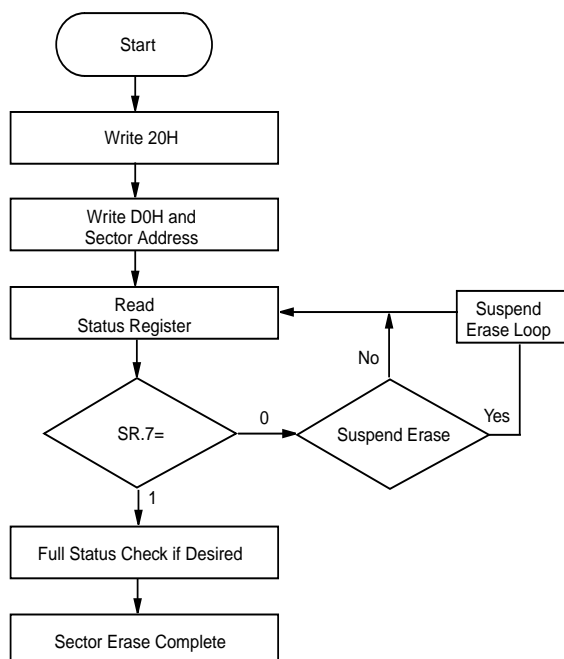 Start
Write 20H
Write D0H and
Sector Address
Read
Status Register
Suspend
Erase Loop
No
SR.7=
0
Suspend Erase
Yes
1
Full Status Check if Desired
Sector Erase Complete